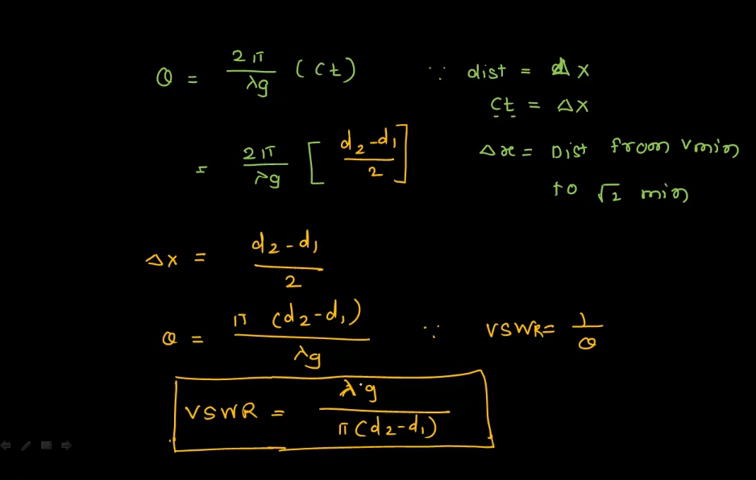 θ = 2π/λg (Ct) ∵ dist = Δx
Ct = Δx
= 2π/λg [ d₂-d₁/2 ] Δx = Dist from Vmin
to √2 min
Δx = d₂-d₁/2
θ = π (d₂-d₁)/λg ∵ VSWR = 1/θ
VSWR = λg/π(d₂-d₁)